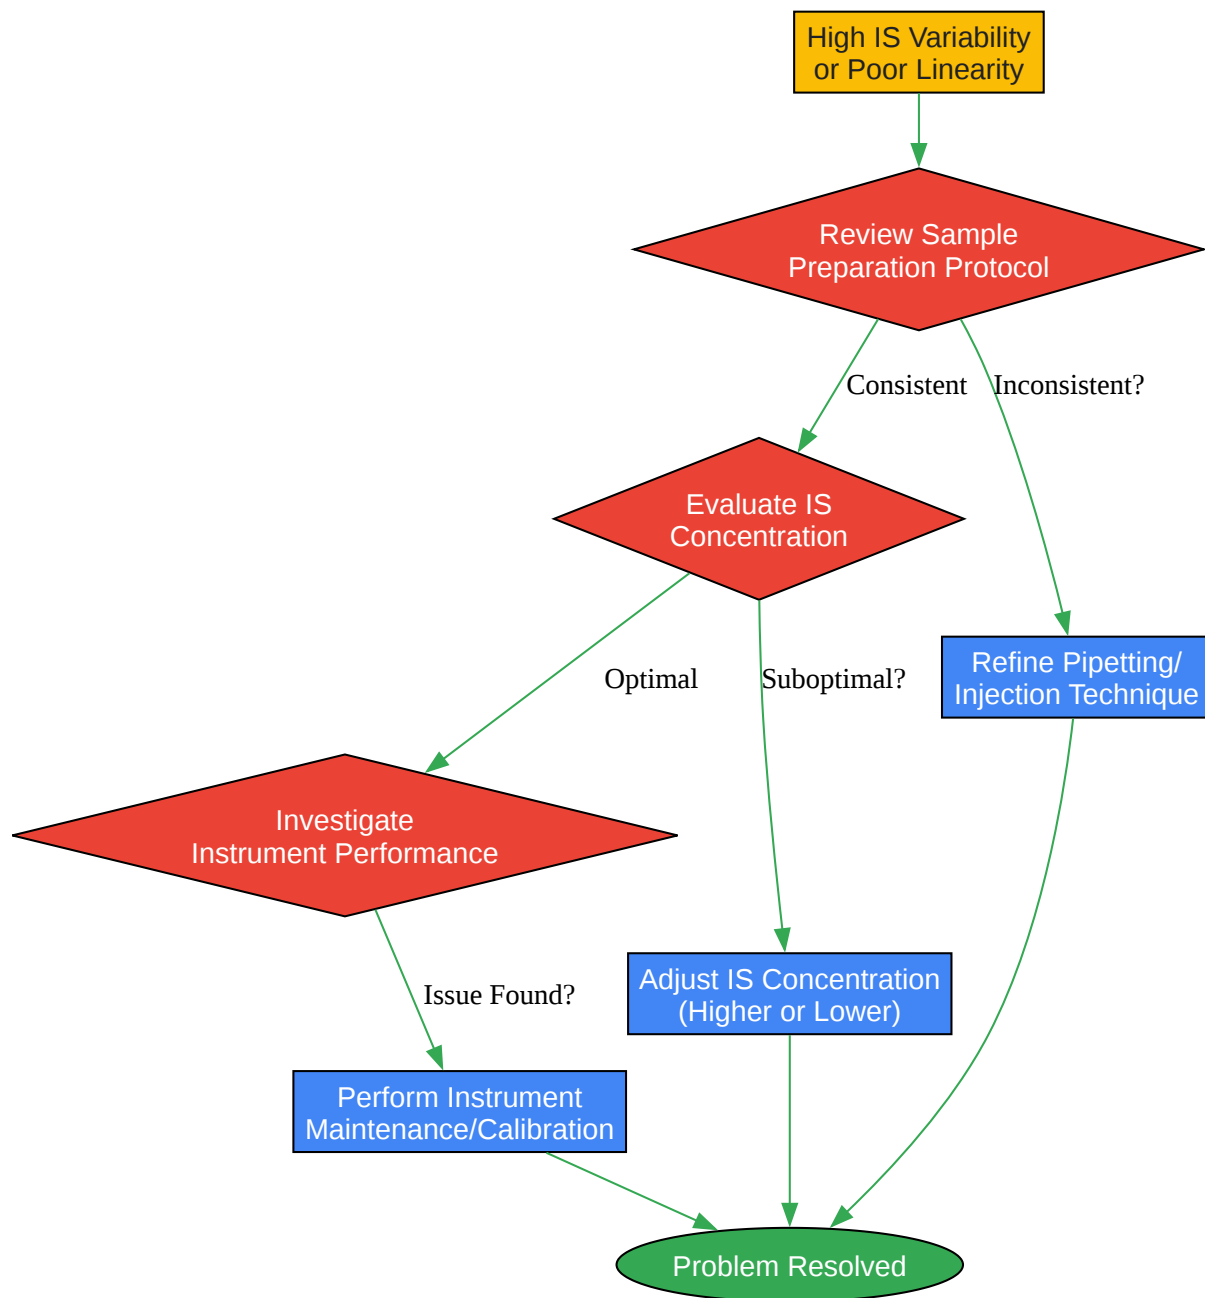 High IS Variability
or Poor Linearity
Review Sample
Preparation Protocol
Consistent
Inconsistent?
Evaluate IS
Concentration
Refine Pipetting/
Injection Technique
Optimal
Suboptimal?
Investigate
Instrument Performance
Adjust IS Concentration
(Higher or Lower)
Issue Found?
Perform Instrument
Maintenance/Calibration
Problem Resolved